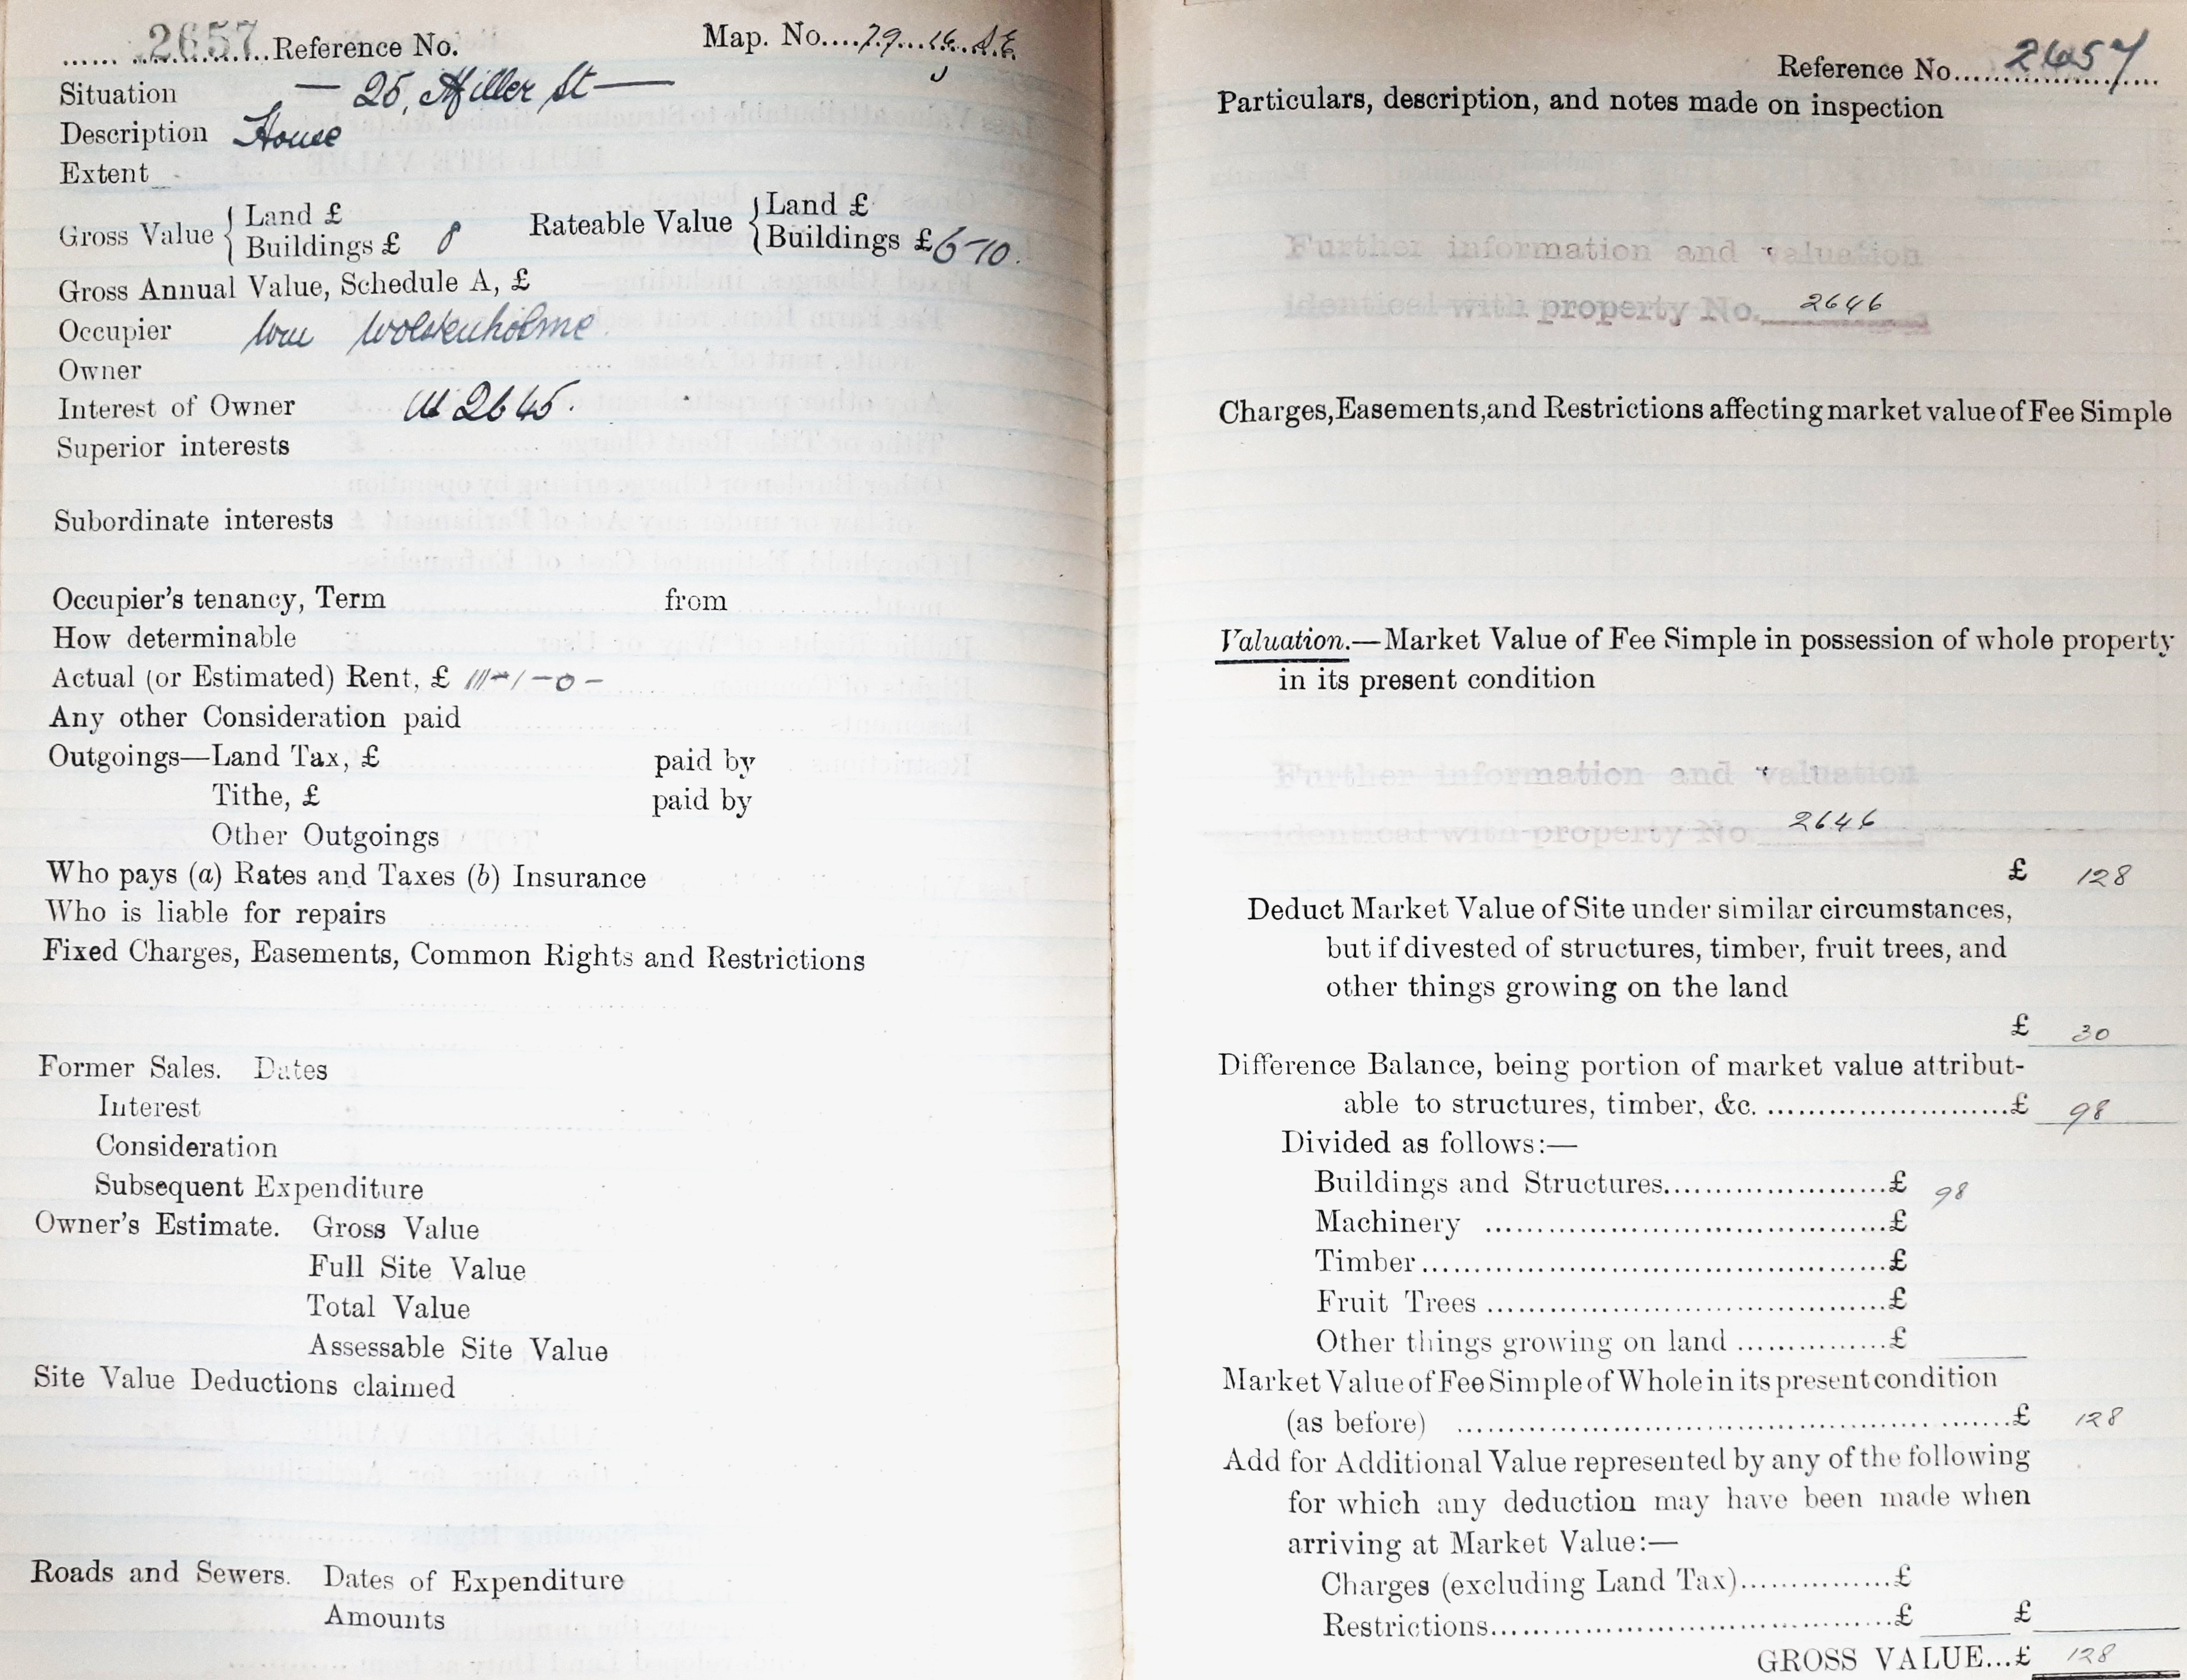 2657 Reference No. Map. No. 79. 16. S.E.
Situation — 25, Miller St —
Description House
Extent -
Gross Value { Land £
Buildings £ 8
Rateable Value { Land £
Buildings £ 6-10.
Gross Annual Value, Schedule A, £
Occupier Wm Wolstenholme
Owner
Interest of Owner 2645.
Superior interests
Subordinate interests
Occupier's tenancy, Term from
How determinable
Actual (or Estimated) Rent, £
Any other Consideration paid
Outgoings—Land Tax, £ paid by
Tithe, £ paid by
Other Outgoings
Who pays (a) Rates and Taxes (b) Insurance
Who is liable for repairs
Fixed Charges, Easements, Common Rights and Restrictions
Former Sales. Dates
Interest
Consideration
Subsequent Expenditure
Owner's Estimate. Gross Value
Full Site Value
Total Value
Assessable Site Value
Site Value Deductions claimed
Roads and Sewers. Dates of Expenditure
Amounts
Reference No. 2657
Particulars, description, and notes made on inspection
Further information and valuation
identical with property No. 2646
Charges, Easements, and Restrictions affecting market value of Fee Simple
Valuation.—Market Value of Fee Simple in possession of whole property
in its present condition
Further information and valuation
identical with property No. 2646
£ 128
Deduct Market Value of Site under similar circumstances,
but if divested of structures, timber, fruit trees, and
other things growing on the land
£ 30
Difference Balance, being portion of market value attribut-
able to structures, timber, &c. £ 98
Divided as follows:—
Buildings and Structures £ 98
Machinery £
Timber £
Fruit Trees £
Other things growing on land £
Market Value of Fee Simple of Whole in its present condition
(as before) £ 128
Add for Additional Value represented by any of the following
for which any deduction may have been made when
arriving at Market Value:—
Charges (excluding Land Tax) £
Restrictions £ £
GROSS VALUE... £ 128